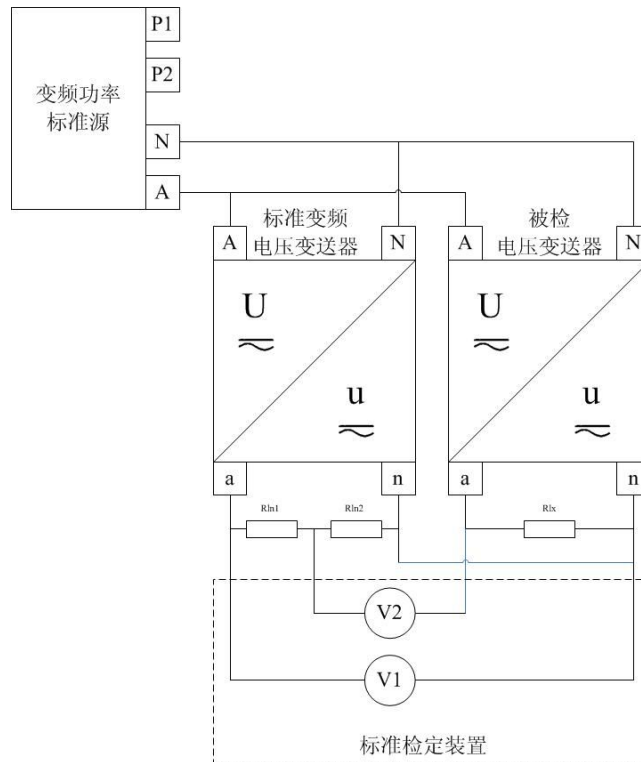 P1
P2
变频功率
标准源
N
A
标准变频
电压变送器
被检
电压变送器
A
N
A
N
U
u
U
u
a
n
a
n
Rln1
Rln2
Rlx
V2
V1
标准检定装置